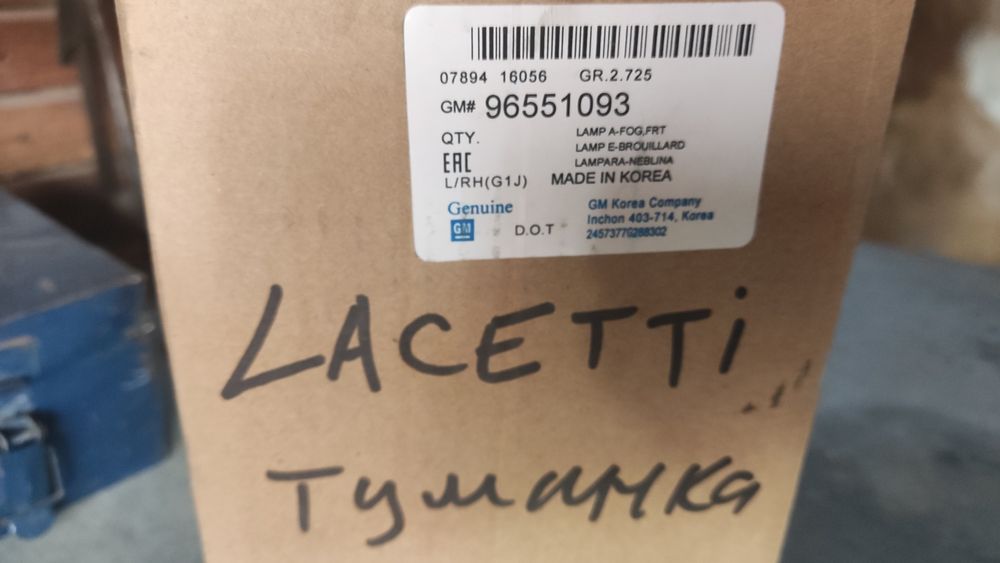 07894 16056 GR.2.725
GM# 96551093
QTY.
LAMP A-FOG,FRT
LAMP E-BROUILLARD
LAMPARA-NEBLINA
EAC
L/RH(G1J) MADE IN KOREA
Genuine
GM
D.O.T
GM Korea Company
Inchon 403-714, Korea
LACETTi
Туманка